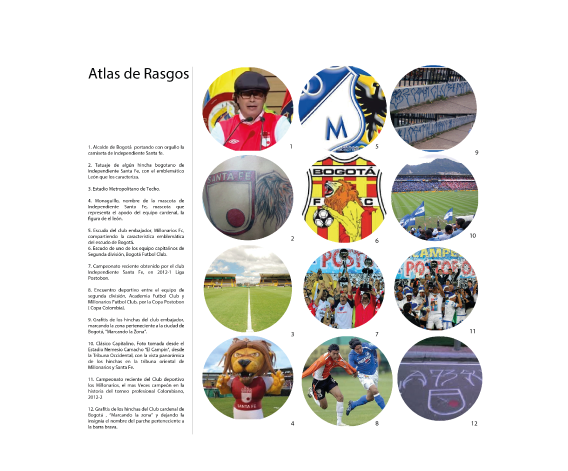 Atlas de Rasgos
1. Alcalde de Bogotá portando con orgullo la
camiseta de Independiente Santa fe.
2. Tatuaje de algún hincha bogotano de
Independiente Santa Fe, con el emblemático
León que los caracteriza.
3. Estadio Metropolitano de Techo.
4. Monaguillo, nombre de la mascota de
Independiente Santa Fe, mascota que
representa el apodo del equipo cardenal, la
figura de el león.
5. Escudo del club embajador, Millonarios Fc,
compartiendo la característica emblemática
del escudo de Bogotá.
6. Escudo de uno de los equipo capitalinos de
Segunda división, Bogotá Futbol Club.
7. Campeonato reciente obtenido por el club
Independiente Santa Fe, en 2012-1 Liga
Postobon.
8. Encuentro deportivo entre el equipo de
segunda división, Academia Futbol Club y
Millonarios Futbol Club, por la Copa Postobon
( Copa Colombia).
9. Grafitis de los hinchas del club embajador,
marcando la zona perteneciente a la ciudad de
Bogotá, "Marcando la Zona".
10. Clásico Capitalino, Foto tomada desde el
Estadio Nemesio Camacho "El Campín", desde
la Tribuna Occidental, con la vista panorámica
de los hinchas en la tribuna oriental de
Millonarios y Santa Fe.
11. Campeonato reciente del Club deportivo
los Millonarios, el mas Veces campeón en la
historia del torneo profesional Colombiano,
2012-2
12. Grafitis de los hinchas del Club cardenal de
Bogotá , "Marcando la zona" y dejando la
insignia el nombre del parche perteneciente a
la barra brava.
1
M
5
9
SANTA FE
2
BOGOTÁ
F C
6
10
3
7
11
SANTA FE
4
8
12